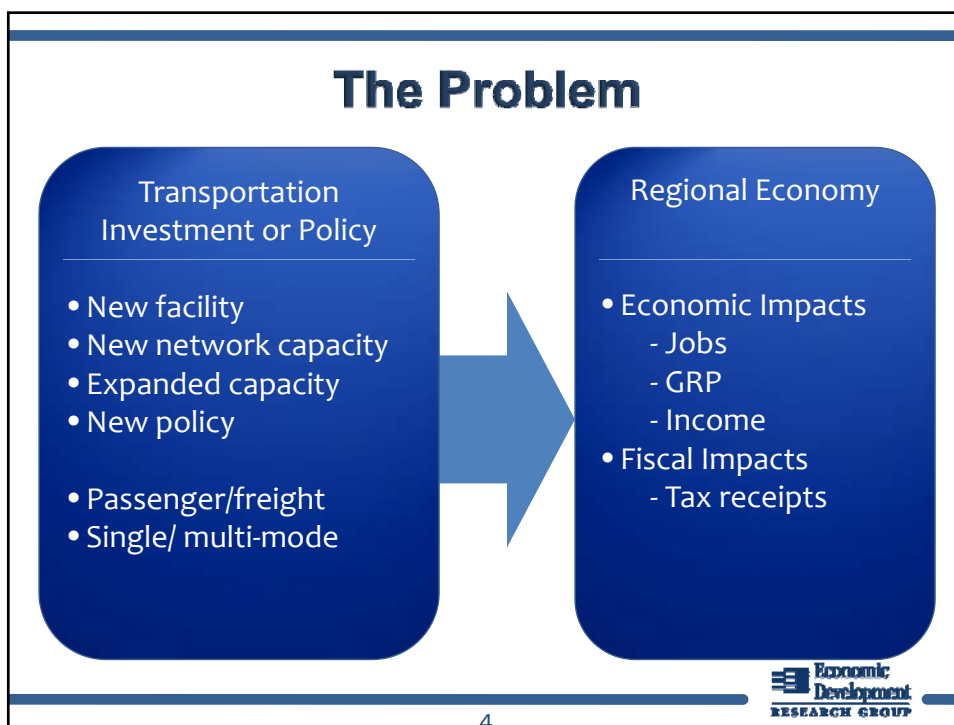 The Problem
Transportation
Investment or Policy
• New facility
• New network capacity
• Expanded capacity
• New policy
• Passenger/freight
• Single/ multi-mode
Regional Economy
• Economic Impacts
- Jobs
- GRP
- Income
• Fiscal Impacts
- Tax receipts
Economic
Development
RESEARCH GROUP
4